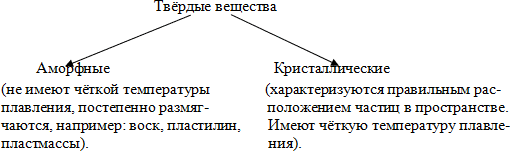 Твёрдые вещества
Аморфные
(не имеют чёткой температуры
плавления, постепенно размяг-
чаются, например: воск, пластилин,
пластмассы).
Кристаллические
(характеризуются правильным рас-
положением частиц в пространстве.
Имеют чёткую температуру плавле-
ния).